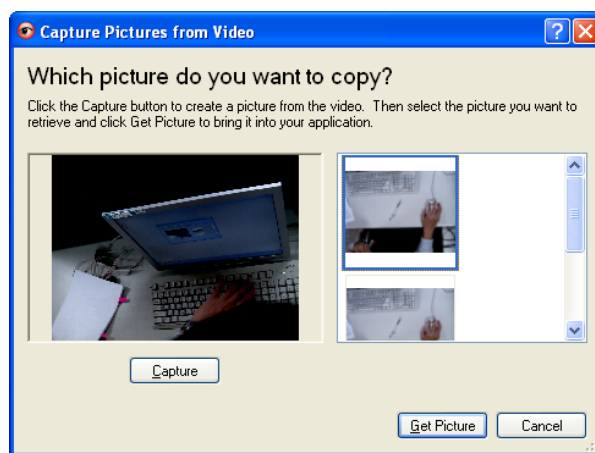 Capture Pictures from Video
Which picture do you want to copy?
Click the Capture button to create a picture from the video. Then select the picture you want to
retrieve and click Get Picture to bring it into your application.
Capture
Get Picture
Cancel